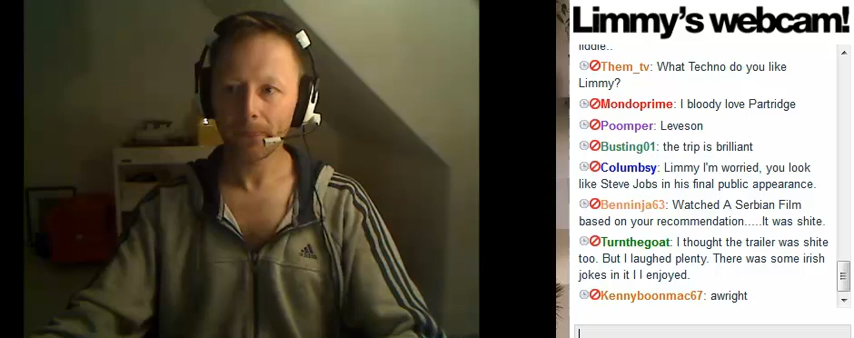 Limmy's webcam!
liddle..
Them_tv: What Techno do you like
Limmy?
Mondoprime: I bloody love Partridge
Poomper: Leveson
Busting01: the trip is brilliant
Columbsy: Limmy I'm worried, you look
like Steve Jobs in his final public appearance.
Benninja63: Watched A Serbian Film
based on your recommendation.....It was shite.
Turnthegoat: I thought the trailer was shite
too. But I laughed plenty. There was some irish
jokes in it I I enjoyed.
Kennyboonmac67: awright
adidas